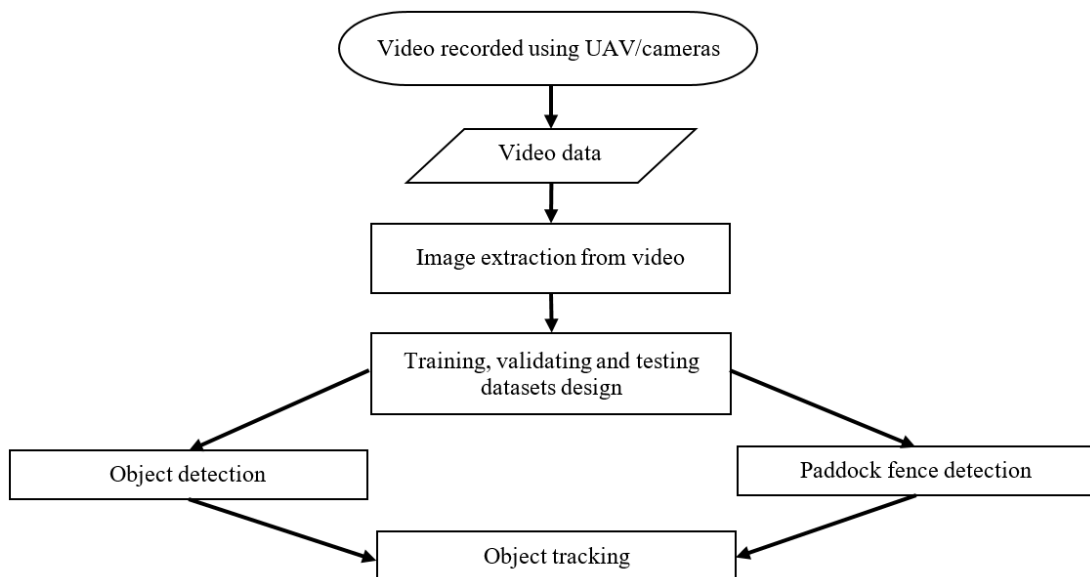 Video recorded using UAV/cameras
Video data
Image extraction from video
Training, validating and testing
datasets design
Object detection
Paddock fence detection
Object tracking